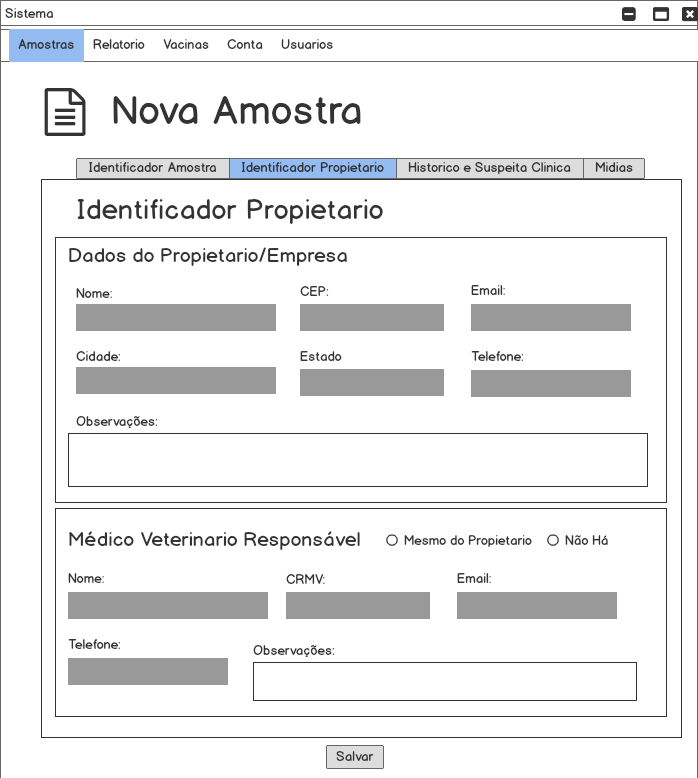 Sistema
Amostras Relatorio Vacinas Conta Usuarios
Nova Amostra
Identificador Amostra Identificador Propietario Historico e Suspeita Clinica Midias
Identificador Propietario
Dados do Propietario/Empresa
Nome: CEP: Email:
Cidade: Estado Telefone:
Observações:
Médico Veterinario Responsável Mesmo do Propietario Não Há
Nome: CRMV: Email:
Telefone: Observações:
Salvar